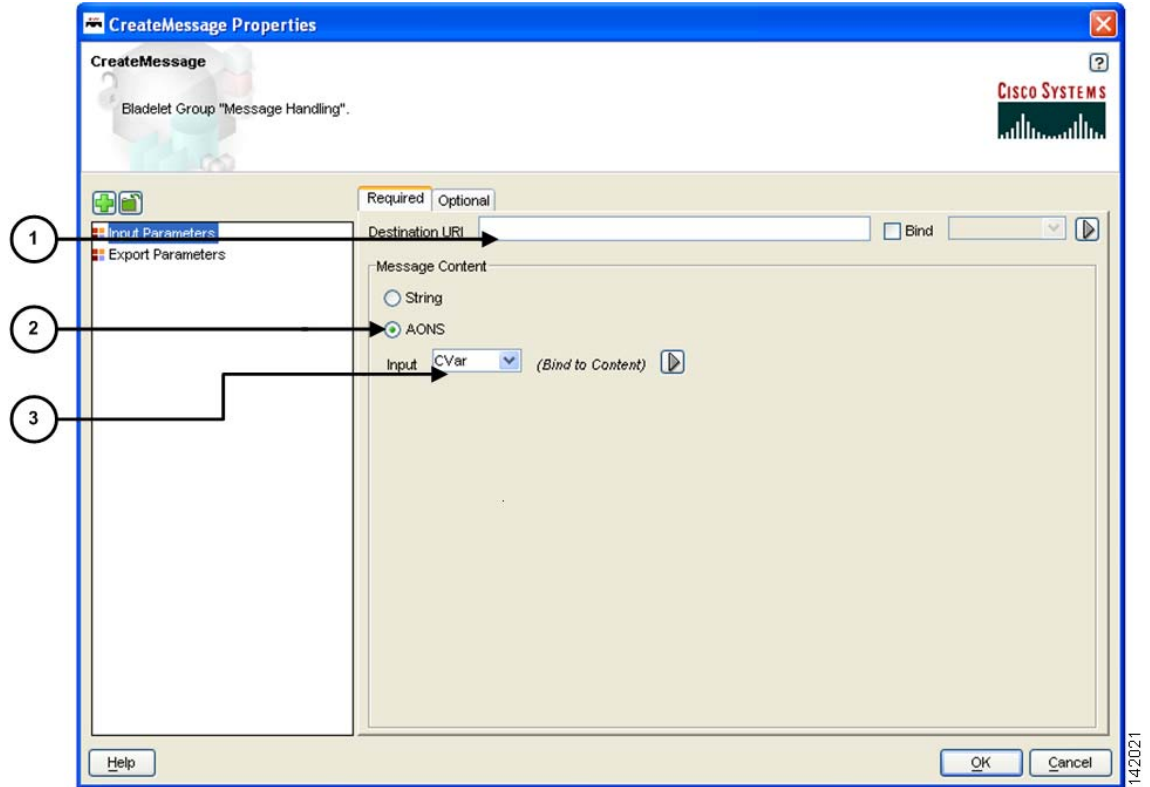 CreateMessage Properties
CreateMessage
Bladelet Group "Message Handling".
CISCO SYSTEMS
Required Optional
1
Input Parameters
Destination URI
Bind
Export Parameters
Message Content
String
2
AONS
Input CVar (Bind to Content)
3
Help
OK Cancel
142021